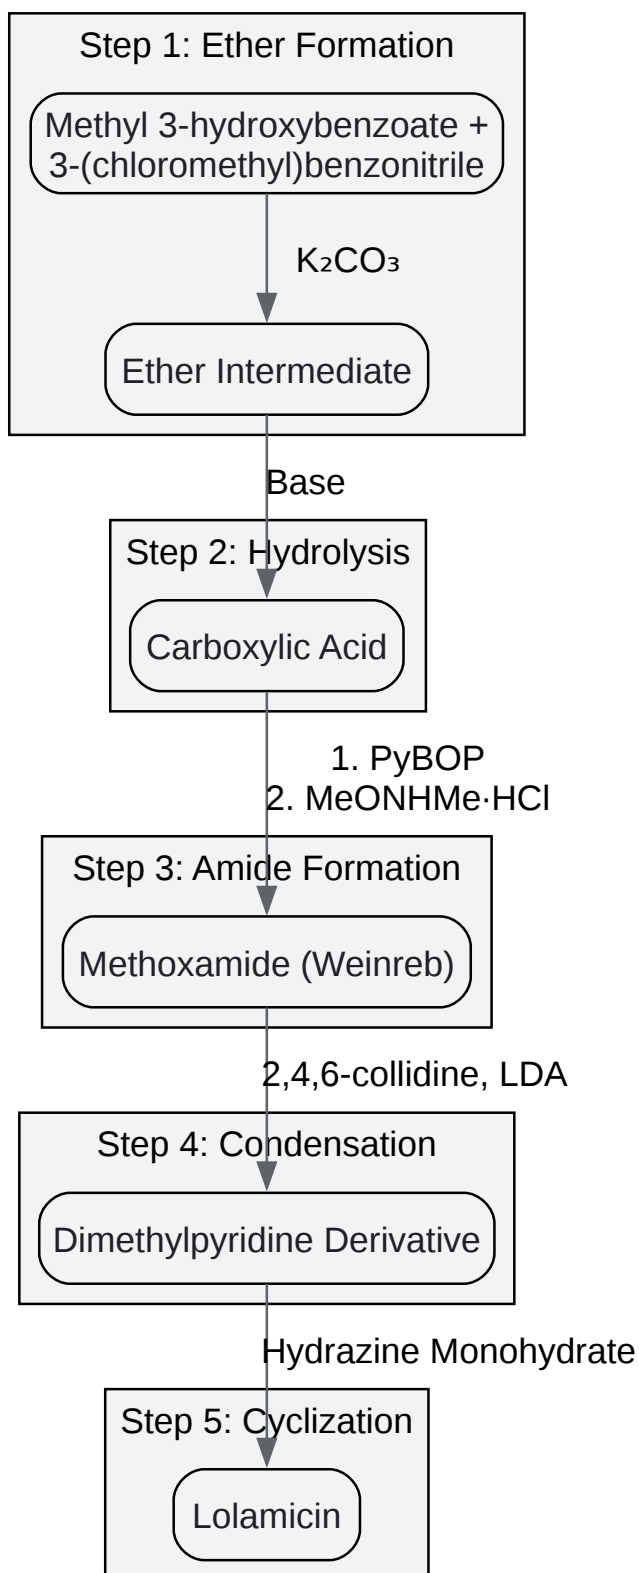 Step 1: Ether Formation
Methyl 3-hydroxybenzoate +
3-(chloromethyl)benzonitrile
K₂CO₃
Ether Intermediate
Base
Step 2: Hydrolysis
Carboxylic Acid
1. PyBOP
2. MeONHMe·HCl
Step 3: Amide Formation
Methoxamide (Weinreb)
2,4,6-collidine, LDA
Step 4: Condensation
Dimethylpyridine Derivative
Hydrazine Monohydrate
Step 5: Cyclization
Lolamicin